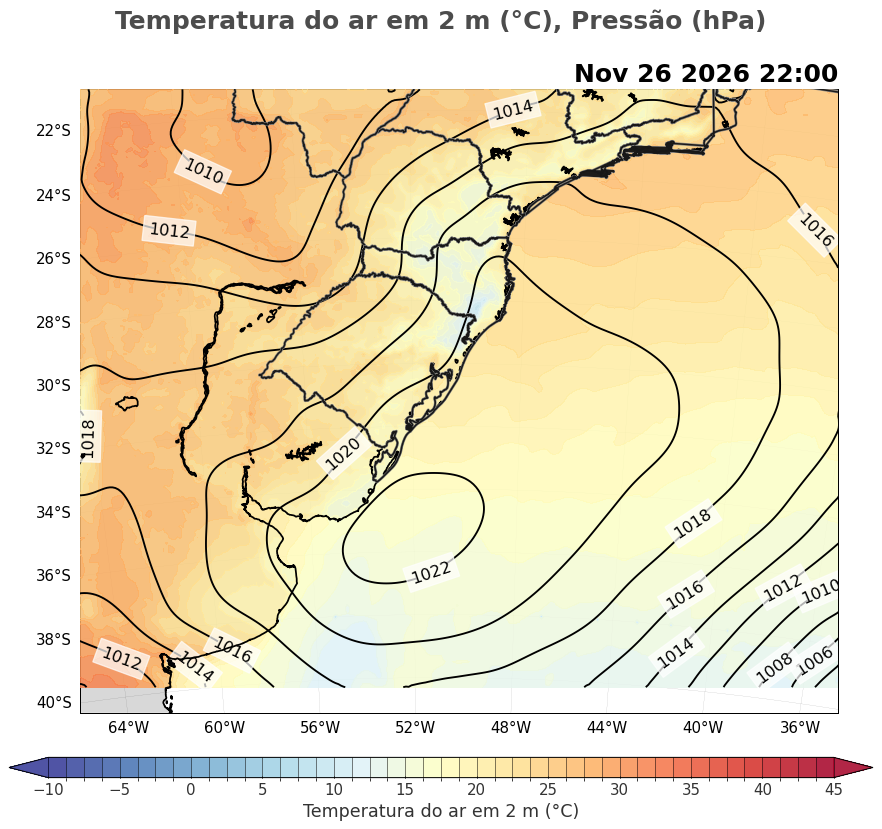 Temperatura do ar em 2 m (°C), Pressão (hPa)
Nov 26 2026 22:00
22°S
24°S
26°S
28°S
30°S
32°S
34°S
36°S
38°S
40°S
1014
1010
1012
1016
1018
1020
1022
1018
1016
1014
1012
1010
1008
1006
1012
1014
1016
64°W
60°W
56°W
52°W
48°W
44°W
40°W
36°W
−10
−5
0
5
10
15
20
25
30
35
40
45
Temperatura do ar em 2 m (°C)